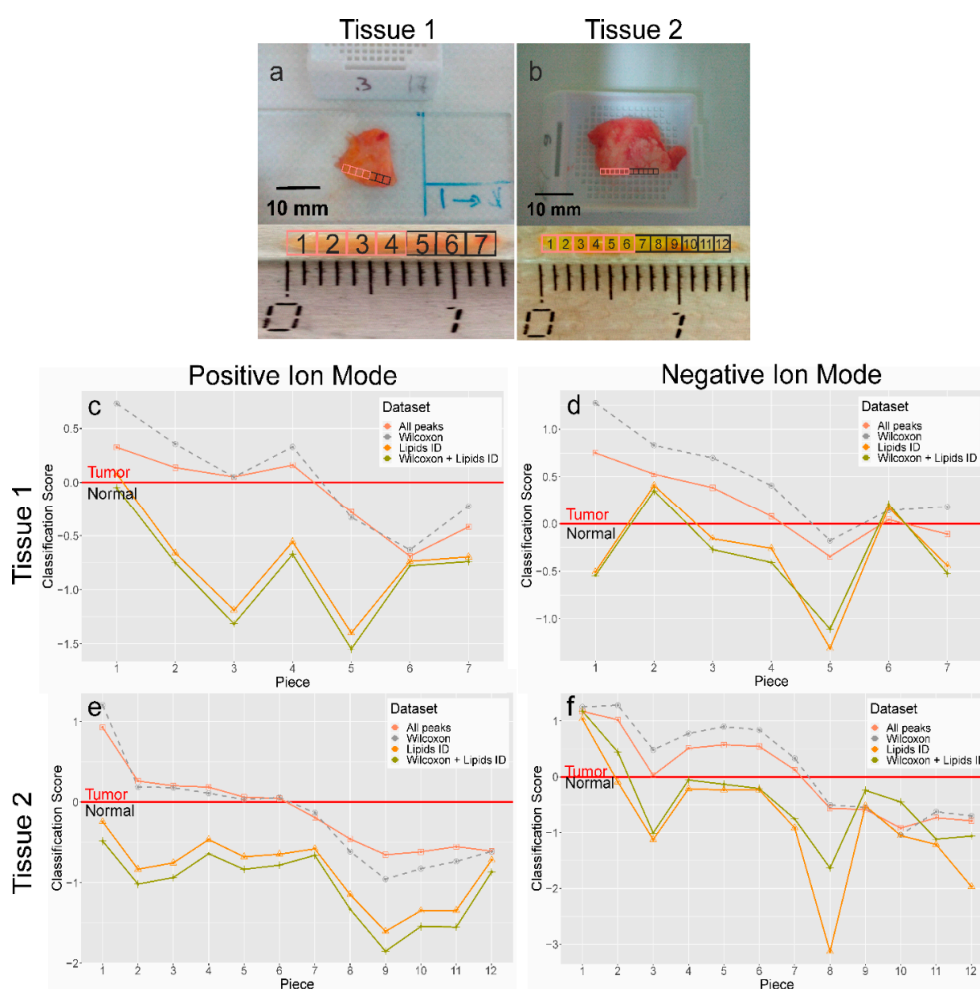 Tissue 1
Tissue 2
a
.3
10 mm
1 2 3 4 5 6 7
0 1
b
10 mm
1 2 3 4 5 6 7 8 9 10 11 12
0 1
Positive Ion Mode
Negative Ion Mode
Tissue 1
c
Classification Score
0.5
0.0
−0.5
−1.0
−1.5
Tumor
Normal
Dataset
All peaks
Wilcoxon
Lipids ID
Wilcoxon + Lipids ID
1 2 3 4 5 6 7
Piece
d
Classification Score
1.0
0.5
0.0
−0.5
−1.0
Tumor
Normal
Dataset
All peaks
Wilcoxon
Lipids ID
Wilcoxon + Lipids ID
1 2 3 4 5 6 7
Piece
Tissue 2
e
Classification Score
1
0
−1
−2
Tumor
Normal
Dataset
All peaks
Wilcoxon
Lipids ID
Wilcoxon + Lipids ID
1 2 3 4 5 6 7 8 9 10 11 12
Piece
f
Classification Score
1
0
−1
−2
−3
Tumor
Normal
Dataset
All peaks
Wilcoxon
Lipids ID
Wilcoxon + Lipids ID
1 2 3 4 5 6 7 8 9 10 11 12
Piece